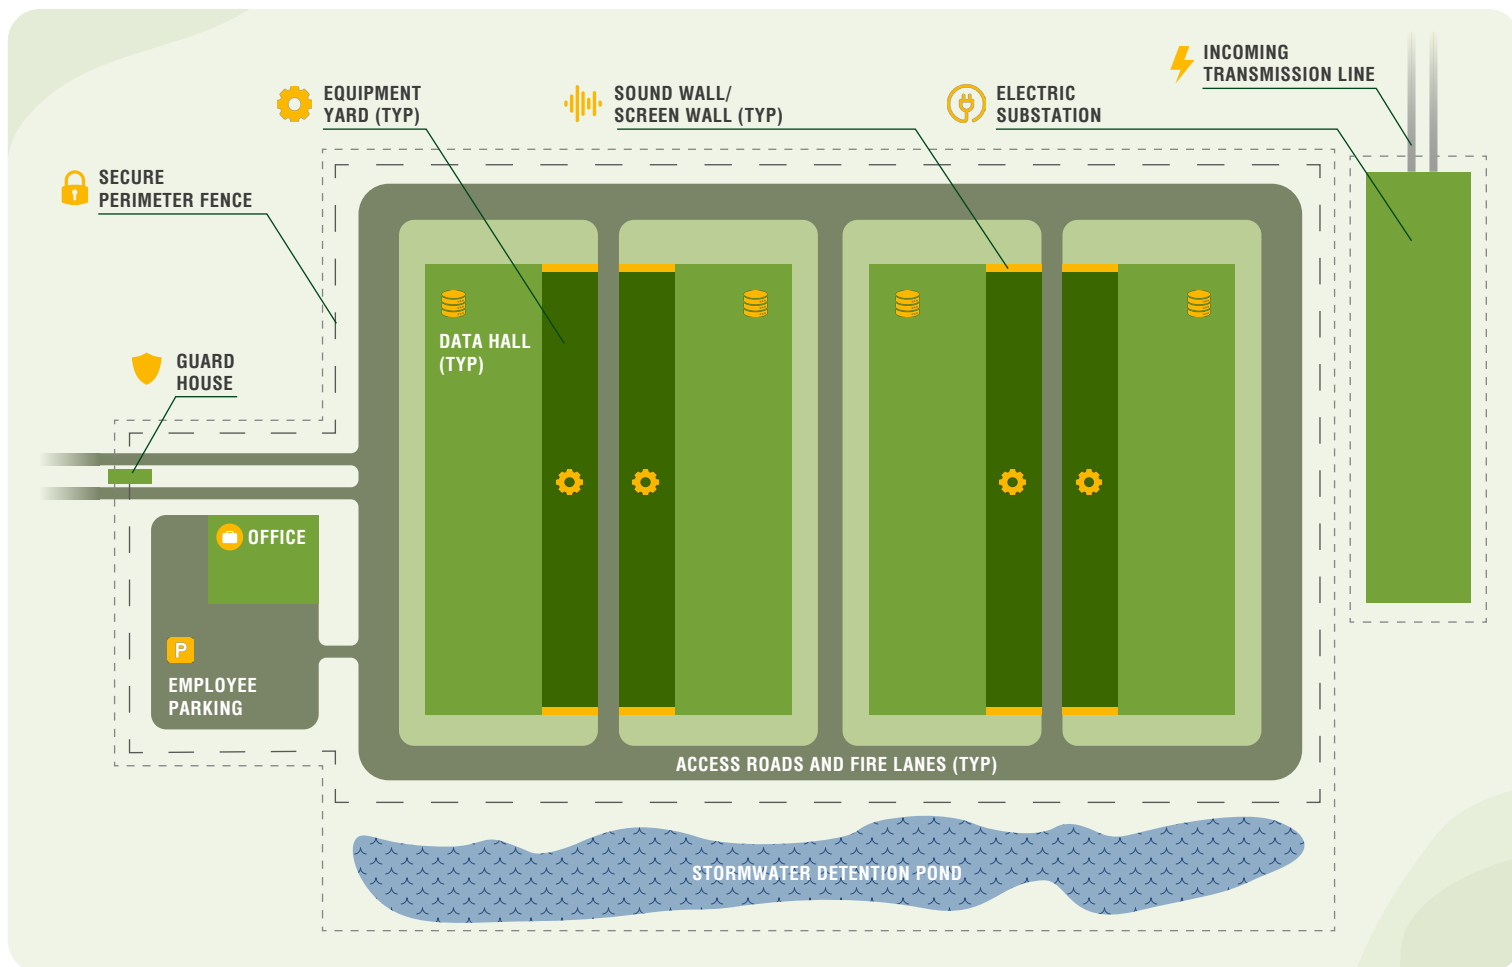 INCOMING
TRANSMISSION LINE
EQUIPMENT
YARD (TYP)
SOUND WALL/
SCREEN WALL (TYP)
ELECTRIC
SUBSTATION
SECURE
PERIMETER FENCE
DATA HALL
(TYP)
GUARD
HOUSE
OFFICE
P
EMPLOYEE
PARKING
ACCESS ROADS AND FIRE LANES (TYP)
STORMWATER DETENTION POND